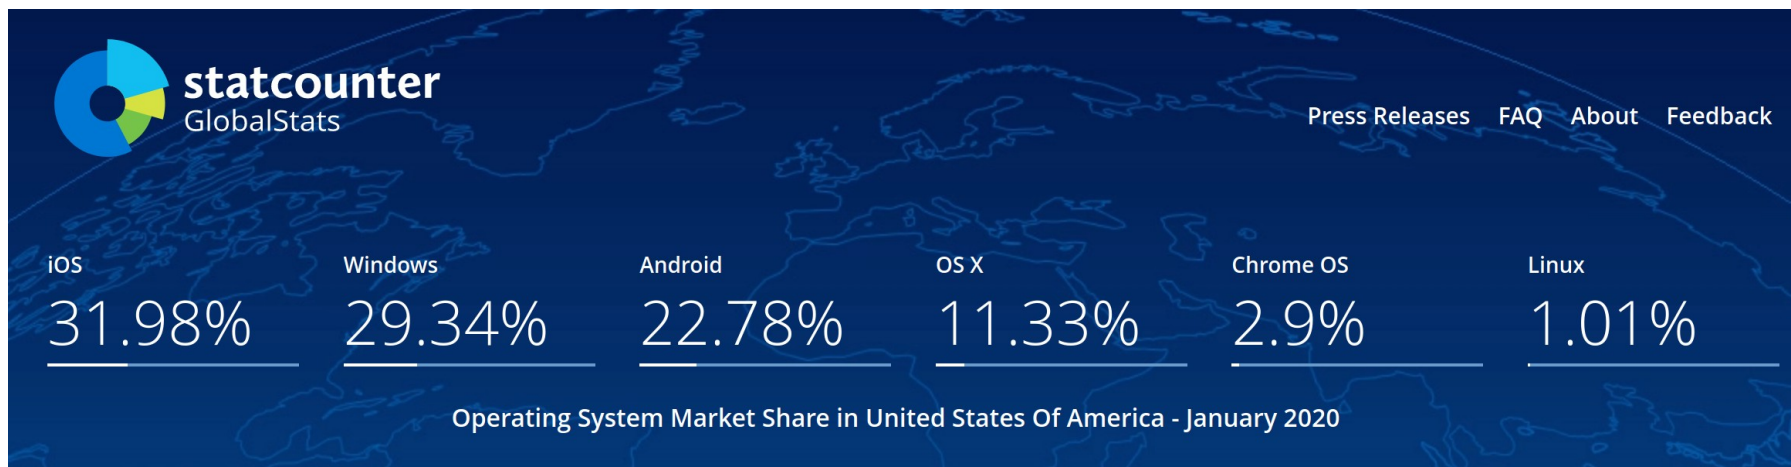 statcounter
GlobalStats
Press Releases FAQ About Feedback
iOS Windows Android OS X Chrome OS Linux
31.98% 29.34% 22.78% 11.33% 2.9% 1.01%
Operating System Market Share in United States Of America - January 2020